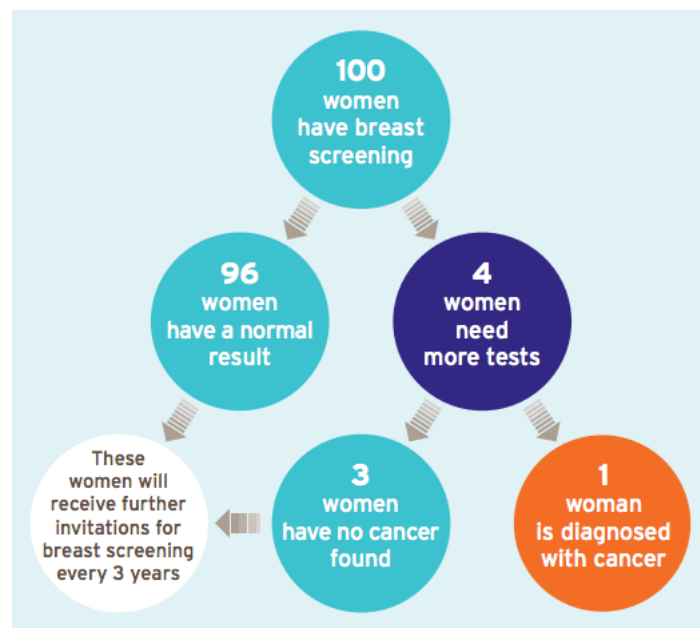 100
women
have breast
screening
96
women
have a normal
result
4
women
need
more tests
These
women will
receive further
invitations for
breast screening
every 3 years
3
women
have no cancer
found
1
woman
is diagnosed
with cancer